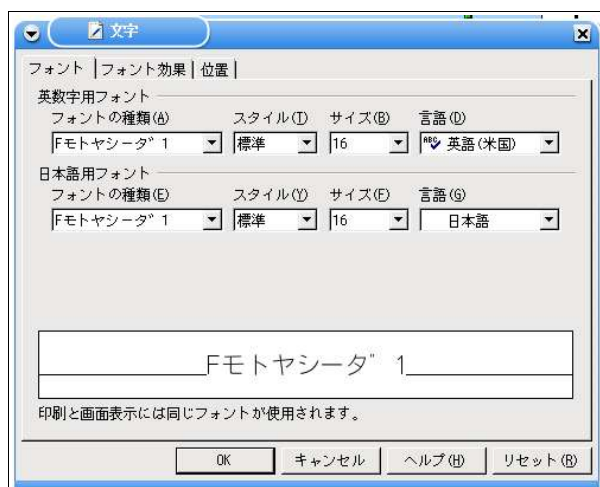 文字
フォント フォント効果 位置
英数字用フォント
フォントの種類(A) スタイル(T) サイズ(B) 言語(D)
Fモトヤシータ゛1 標準 16 英語(米国)
日本語用フォント
フォントの種類(E) スタイル(Y) サイズ(F) 言語(G)
Fモトヤシータ゛1 標準 16 日本語
Fモトヤシータ゛1
印刷と画面表示には同じフォントが使用されます。
OK キャンセル ヘルプ(H) リセット(R)